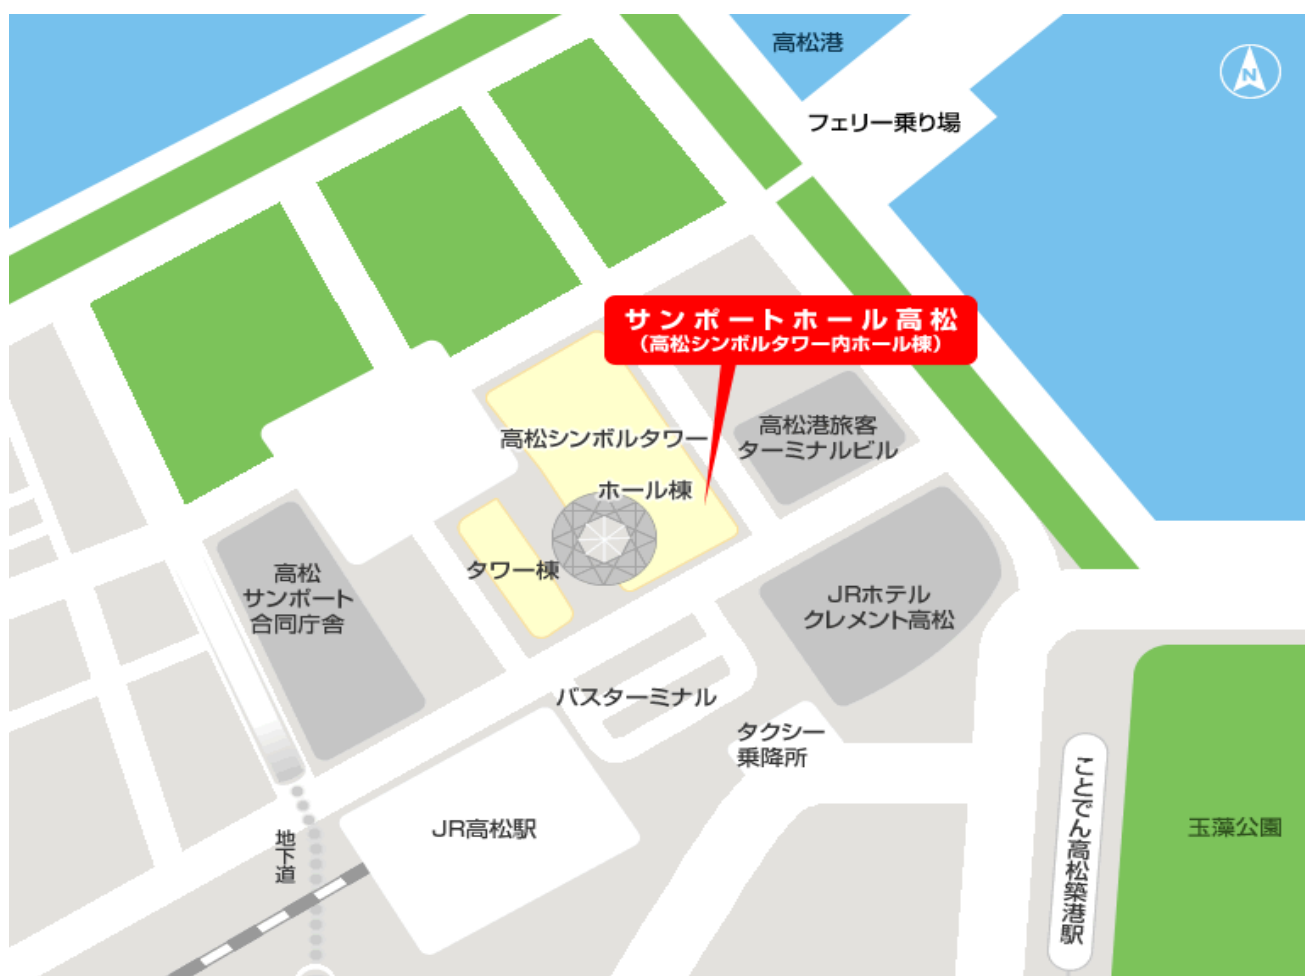 高松港
N
フェリー乗り場
サンポートホール高松
（高松シンボルタワー内ホール棟）
高松港旅客
ターミナルビル
高松シンボルタワー
ホール棟
タワー棟
高松
サンポート
合同庁舎
JRホテル
クレメント高松
バスターミナル
タクシー
乗降所
JR高松駅
地下道
ことでん高松築港駅
玉藻公園